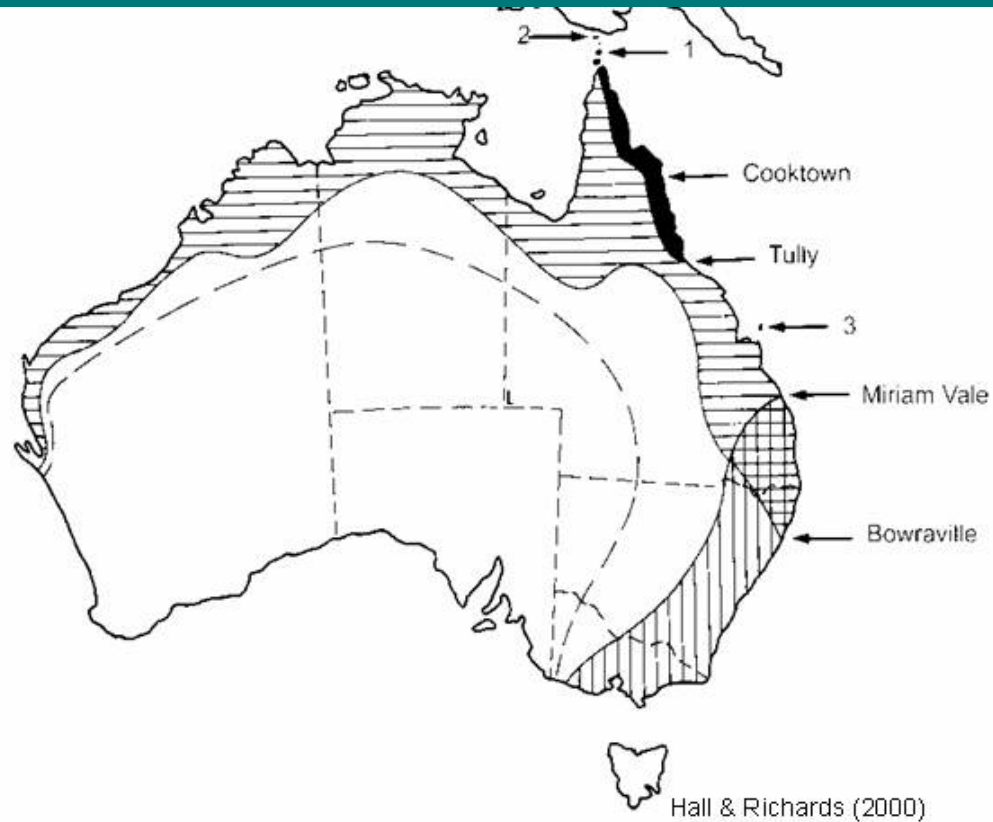 2
1
Cooktown
Tully
3
Miriam Vale
Bowraville
Hall & Richards (2000)